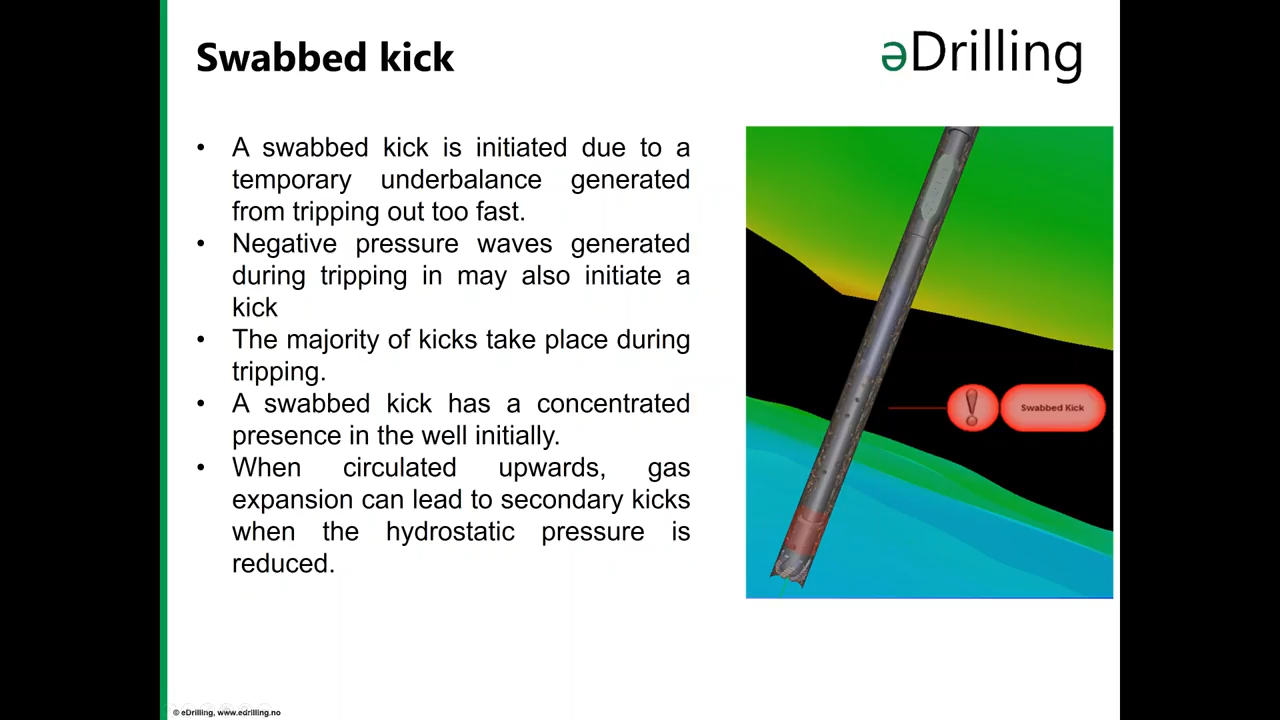 Swabbed kick
əDrilling
• A swabbed kick is initiated due to a
temporary underbalance generated
from tripping out too fast.
• Negative pressure waves generated
during tripping in may also initiate a
kick
• The majority of kicks take place during
tripping.
• A swabbed kick has a concentrated
presence in the well initially.
• When circulated upwards, gas
expansion can lead to secondary kicks
when the hydrostatic pressure is
reduced.
! Swabbed Kick
© eDrilling, www.edrilling.no